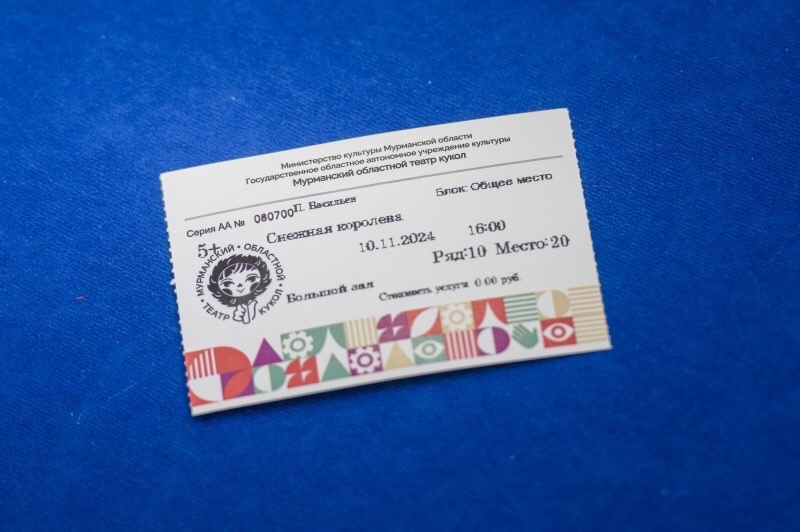 Министерство культуры Мурманской области
Государственное областное автономное учреждение культуры
Мурманский областной театр кукол
Серия АА № 080700 П. Васильев
Блок: Общее место
Снежная королева
5+
10.11.2024 16:00
Ряд:10 Место:20
МУРМАНСКИЙ • ОБЛАСТНОЙ • ТЕАТР КУКОЛ •
Большой зал
Стоимость услуги 0.00 руб.